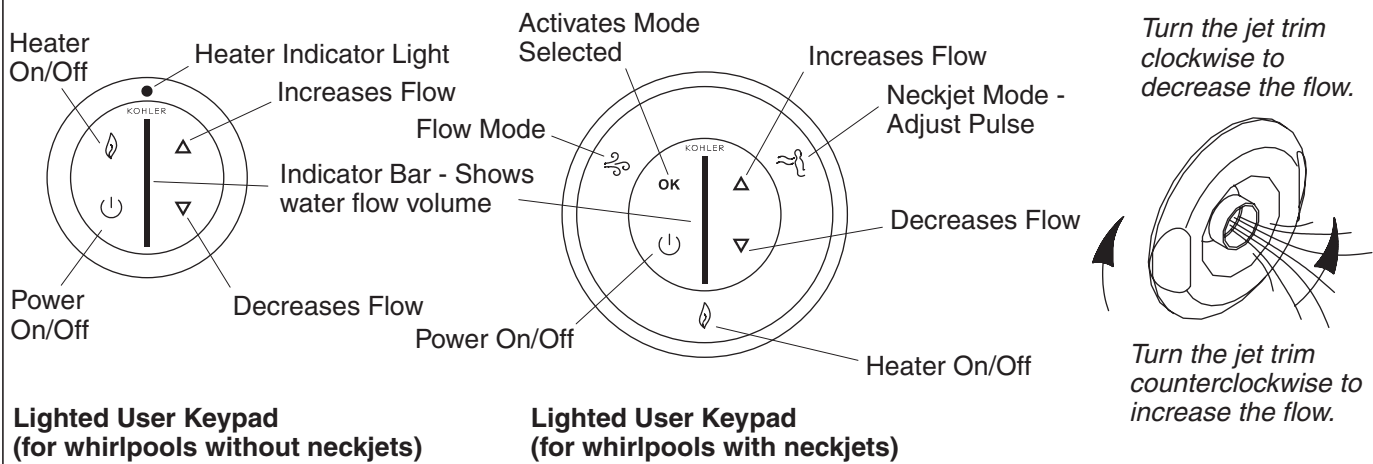 Heater
On/Off
Heater Indicator Light
Increases Flow
KOHLER
Indicator Bar - Shows
water flow volume
Power
On/Off
Decreases Flow
Lighted User Keypad
(for whirlpools without neckjets)
Activates Mode
Selected
Increases Flow
Neckjet Mode -
Adjust Pulse
Flow Mode
KOHLER
OK
Decreases Flow
Power On/Off
Heater On/Off
Lighted User Keypad
(for whirlpools with neckjets)
Turn the jet trim
clockwise to
decrease the flow.
Turn the jet trim
counterclockwise to
increase the flow.